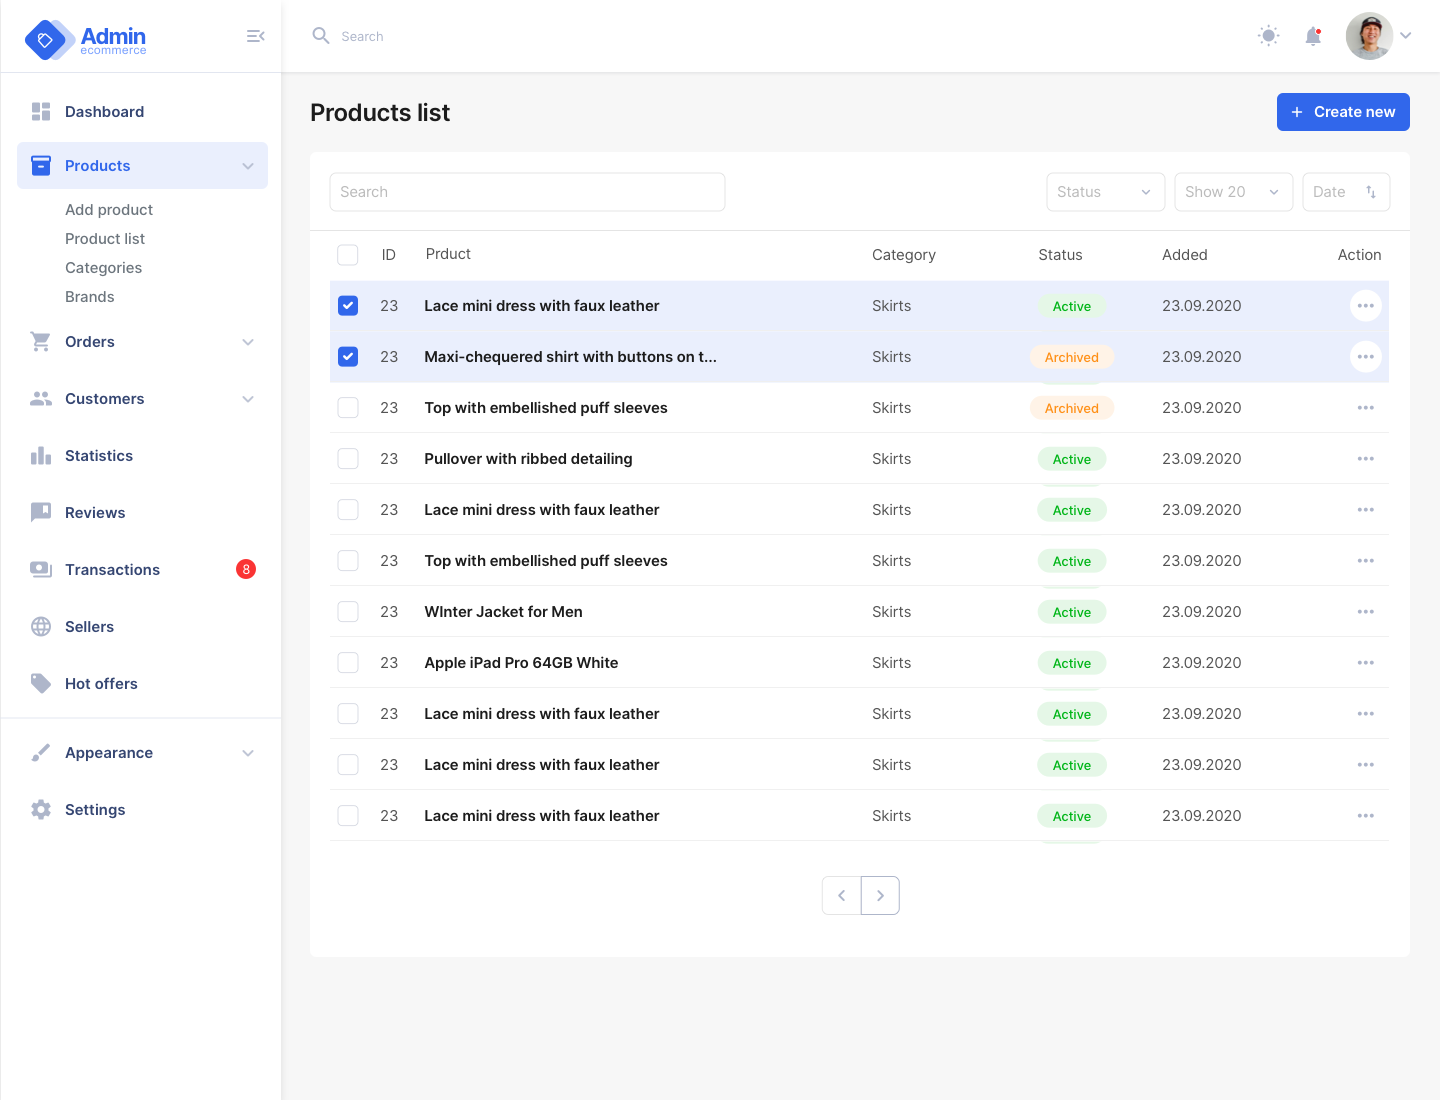 Admin
ecommerce
Search
Dashboard
Products
Add product
Product list
Categories
Brands
Orders
Customers
Statistics
Reviews
Transactions 8
Sellers
Hot offers
Appearance
Settings
Products list
+ Create new
Search Status Show 20 Date
ID Prduct Category Status Added Action
23 Lace mini dress with faux leather Skirts Active 23.09.2020
23 Maxi-chequered shirt with buttons on t... Skirts Archived 23.09.2020
23 Top with embellished puff sleeves Skirts Archived 23.09.2020
23 Pullover with ribbed detailing Skirts Active 23.09.2020
23 Lace mini dress with faux leather Skirts Active 23.09.2020
23 Top with embellished puff sleeves Skirts Active 23.09.2020
23 WInter Jacket for Men Skirts Active 23.09.2020
23 Apple iPad Pro 64GB White Skirts Active 23.09.2020
23 Lace mini dress with faux leather Skirts Active 23.09.2020
23 Lace mini dress with faux leather Skirts Active 23.09.2020
23 Lace mini dress with faux leather Skirts Active 23.09.2020